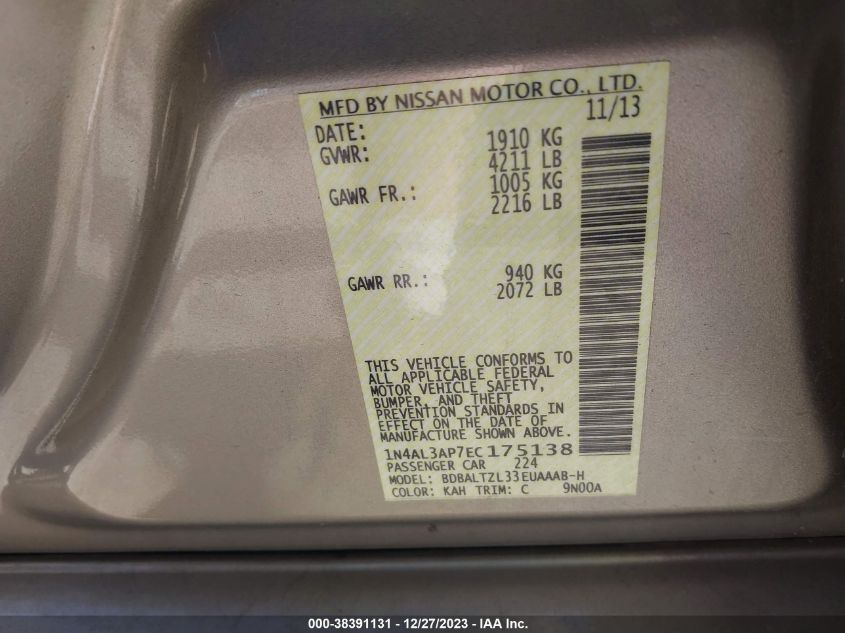 MFD BY NISSAN MOTOR CO., LTD.
DATE: 11/13
GVWR: 1910 KG
4211 LB
GAWR FR.: 1005 KG
2216 LB
GAWR RR.: 940 KG
2072 LB
THIS VEHICLE CONFORMS TO
ALL APPLICABLE FEDERAL
MOTOR VEHICLE SAFETY,
BUMPER, AND THEFT
PREVENTION STANDARDS IN
EFFECT ON THE DATE OF
MANUFACTURE SHOWN ABOVE.
1N4AL3AP7EC175138
PASSENGER CAR 224
MODEL: BDBALTZL33EUAAAB-H
COLOR: KAH TRIM: C 9N00A
000-38391131 - 12/27/2023 - IAA Inc.